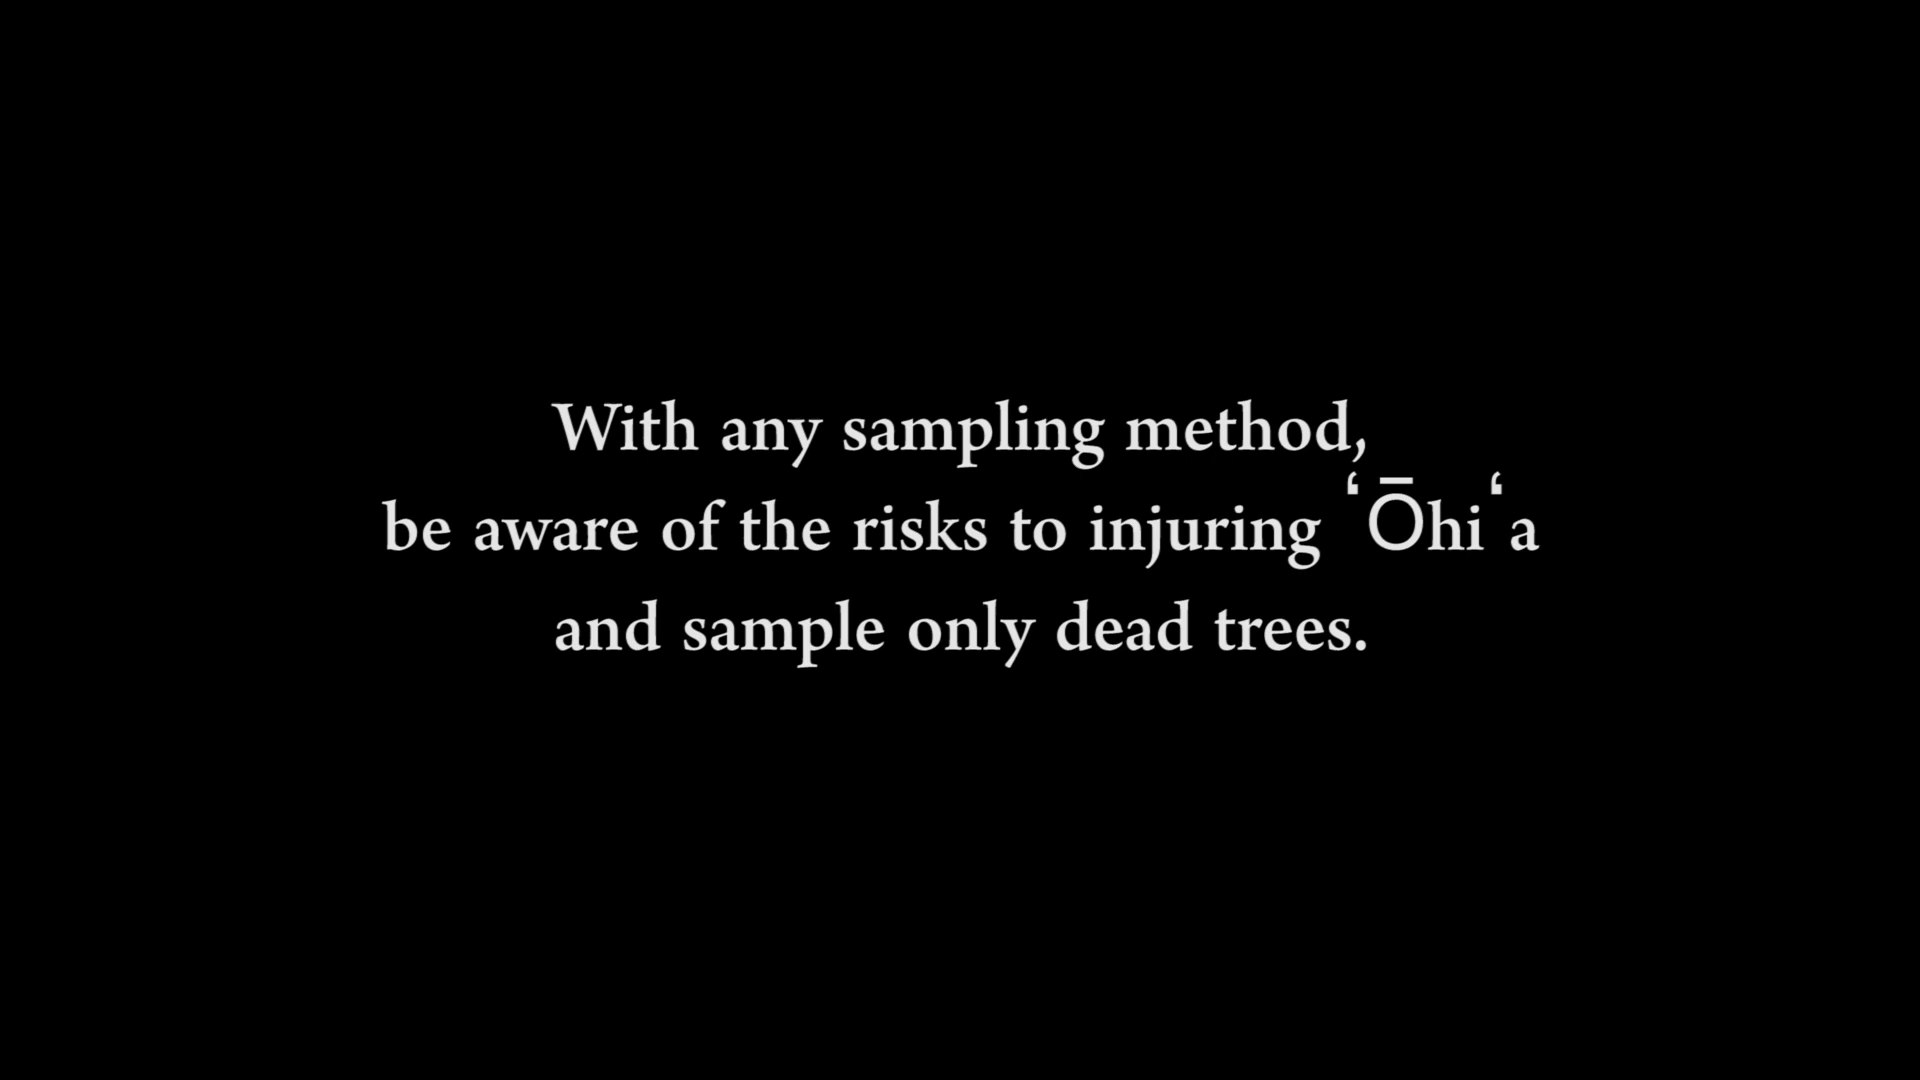 With any sampling method,
be aware of the risks to injuring ʻŌhiʻa
and sample only dead trees.